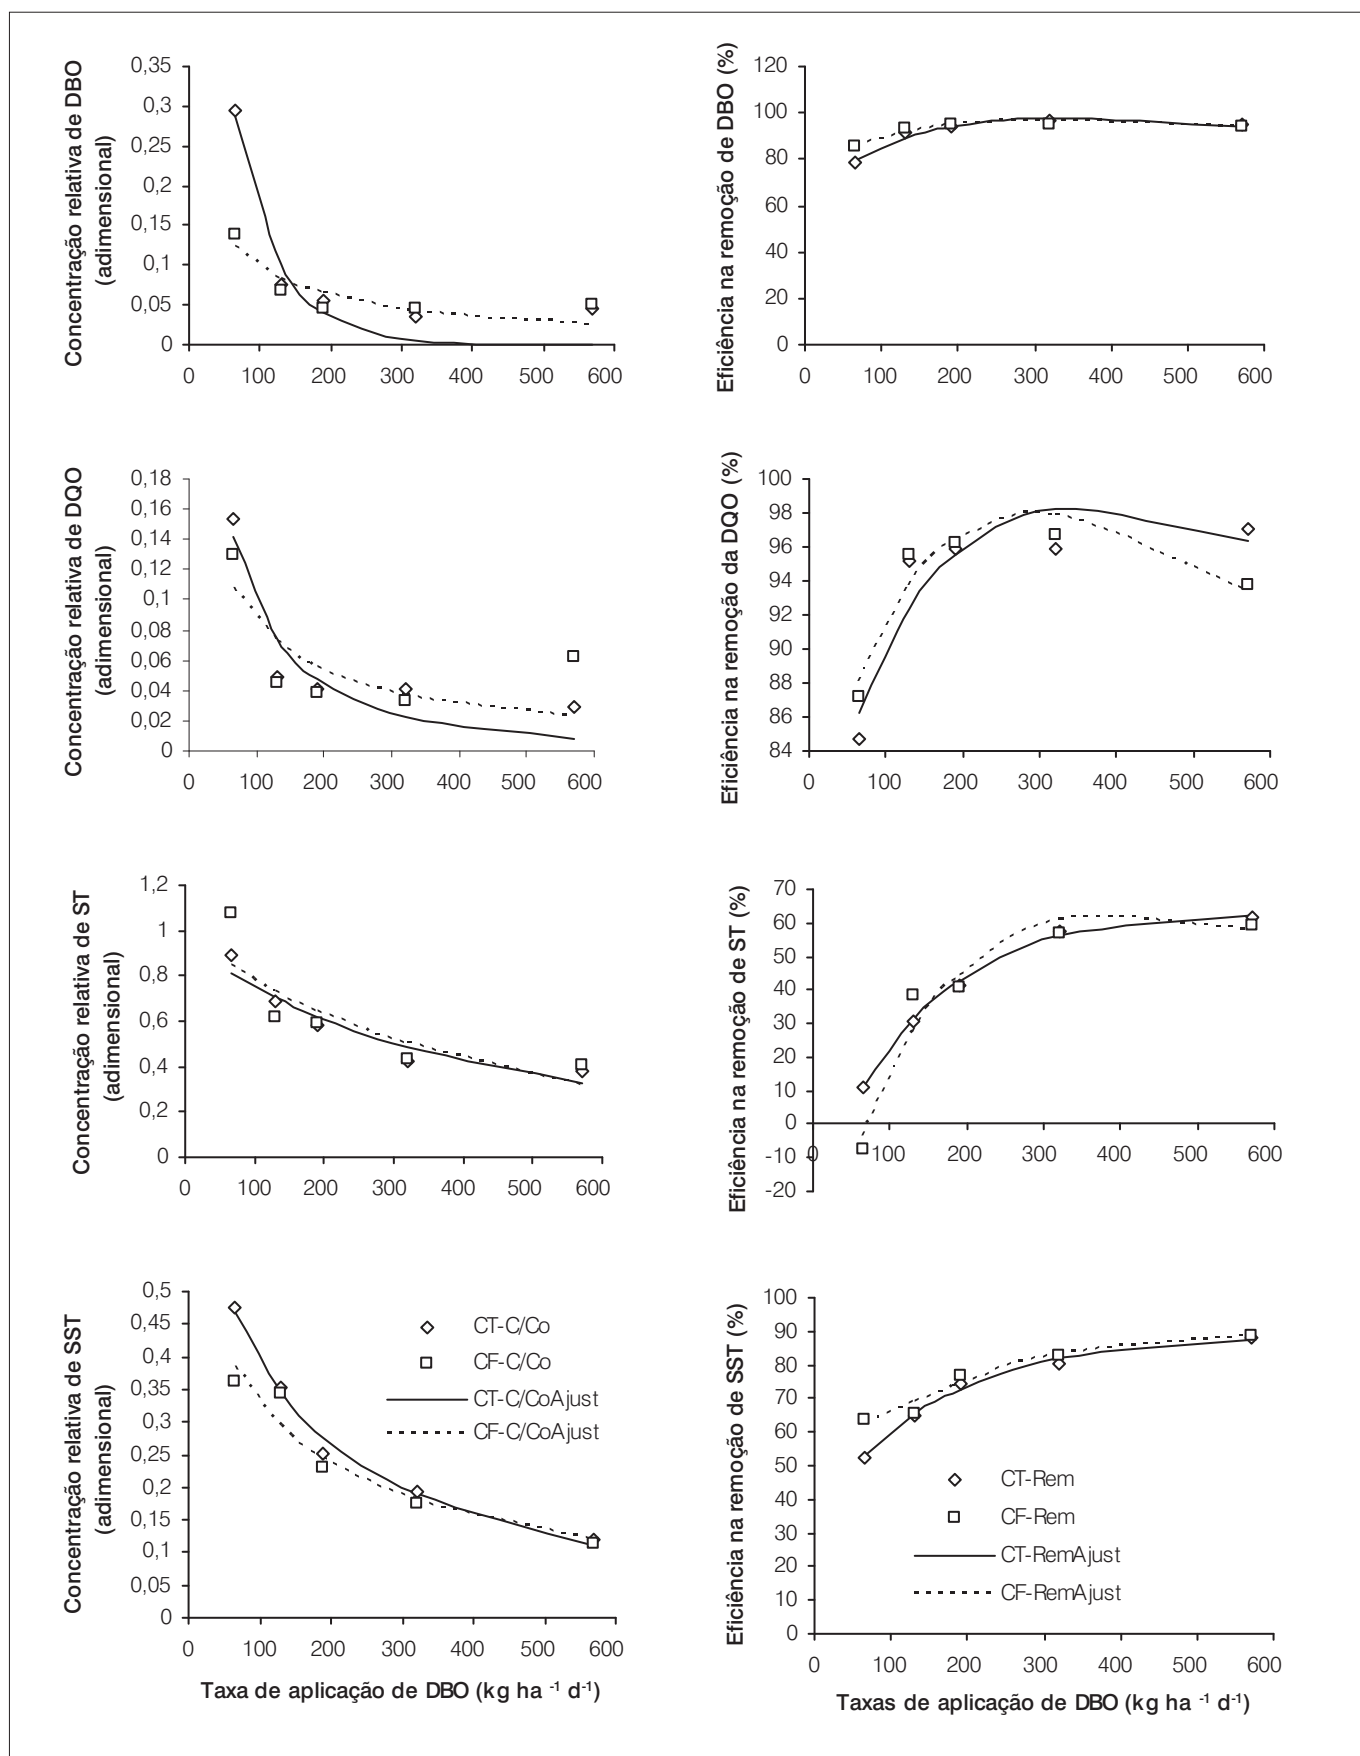 Concentração relativa de DBO
(adimensional)
0,35
0,3
0,25
0,2
0,15
0,1
0,05
0
0 100 200 300 400 500 600
Eficiência na remoção de DBO (%)
120
100
80
60
40
20
0
0 100 200 300 400 500 600
Concentração relativa de DQO
(adimensional)
0,18
0,16
0,14
0,12
0,1
0,08
0,06
0,04
0,02
0
0 100 200 300 400 500 600
Eficiência na remoção da DQO (%)
100
98
96
94
92
90
88
86
84
0 100 200 300 400 500 600
Concentração relativa de ST
(adimensional)
1,2
1
0,8
0,6
0,4
0,2
0
0 100 200 300 400 500 600
Eficiência na remoção de ST (%)
70
60
50
40
30
20
10
0
-10
-20
0 100 200 300 400 500 600
Concentração relativa de SST
(adimensional)
0,5
0,45
0,4
0,35
0,3
0,25
0,2
0,15
0,1
0,05
0
CT-C/Co
CF-C/Co
CT-C/CoAjust
CF-C/CoAjust
0 100 200 300 400 500 600
Taxa de aplicação de DBO (kg ha -1 d-1)
Eficiência na remoção de SST (%)
100
90
80
70
60
50
40
30
20
10
0
CT-Rem
CF-Rem
CT-RemAjust
CF-RemAjust
0 100 200 300 400 500 600
Taxas de aplicação de DBO (kg ha -1 d-1)